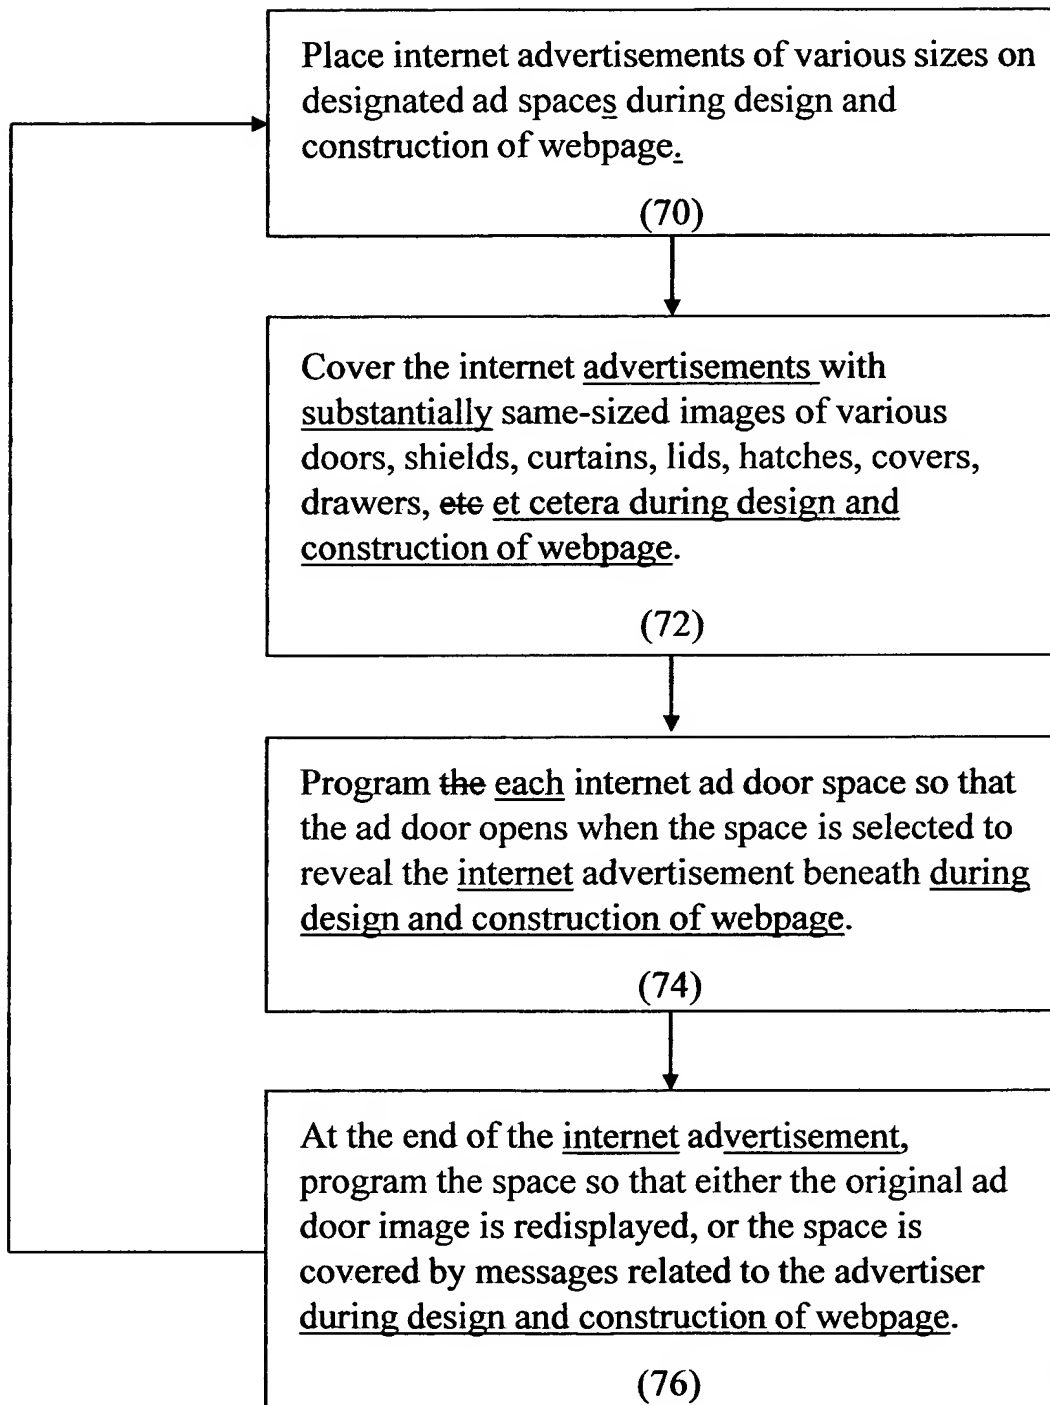 Place internet advertisements of various sizes on
designated ad spaces during design and
construction of webpage.
(70)
Cover the internet advertisements with
substantially same-sized images of various
doors, shields, curtains, lids, hatches, covers,
drawers, etc et cetera during design and
construction of webpage.
(72)
Program the each internet ad door space so that
the ad door opens when the space is selected to
reveal the internet advertisement beneath during
design and construction of webpage.
(74)
At the end of the internet advertisement,
program the space so that either the original ad
door image is redisplayed, or the space is
covered by messages related to the advertiser
during design and construction of webpage.
(76)